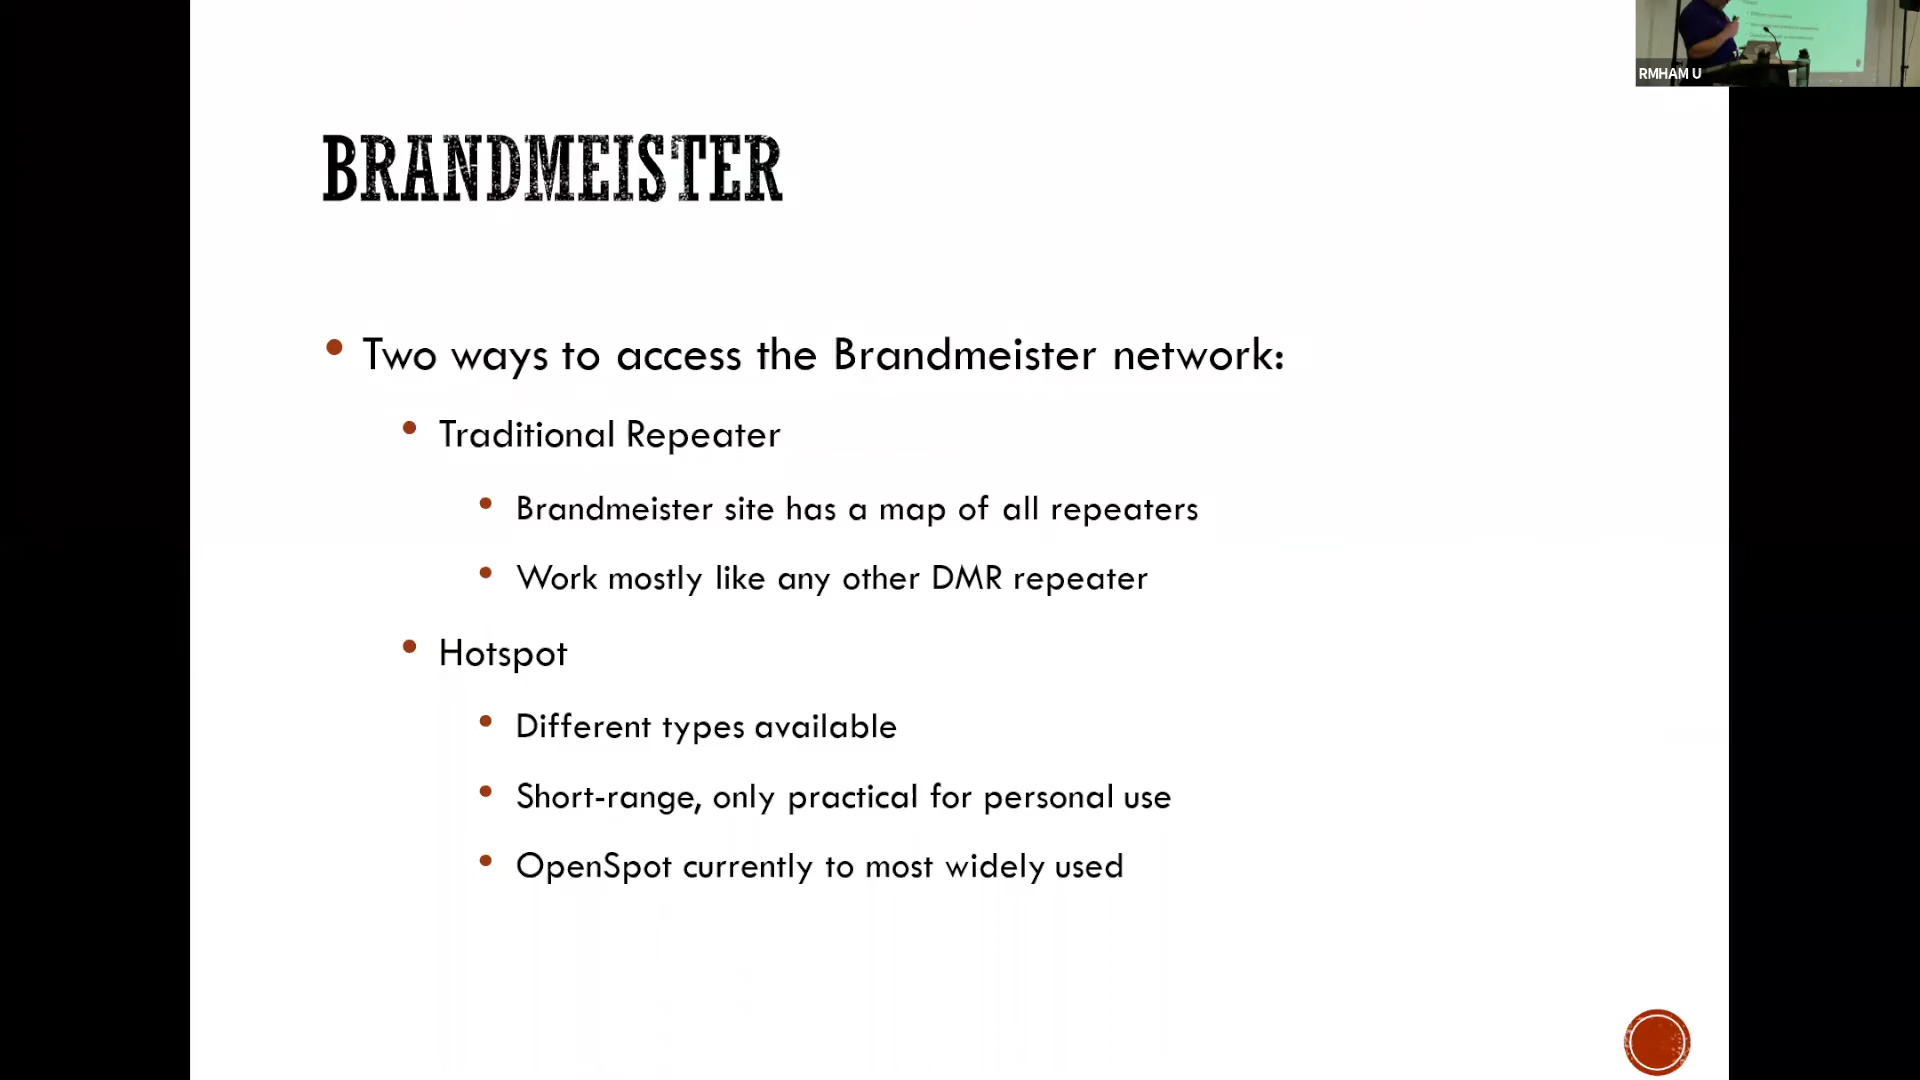 RMHAM U
BRANDMEISTER
Two ways to access the Brandmeister network:
Traditional Repeater
Brandmeister site has a map of all repeaters
Work mostly like any other DMR repeater
Hotspot
Different types available
Short-range, only practical for personal use
OpenSpot currently to most widely used